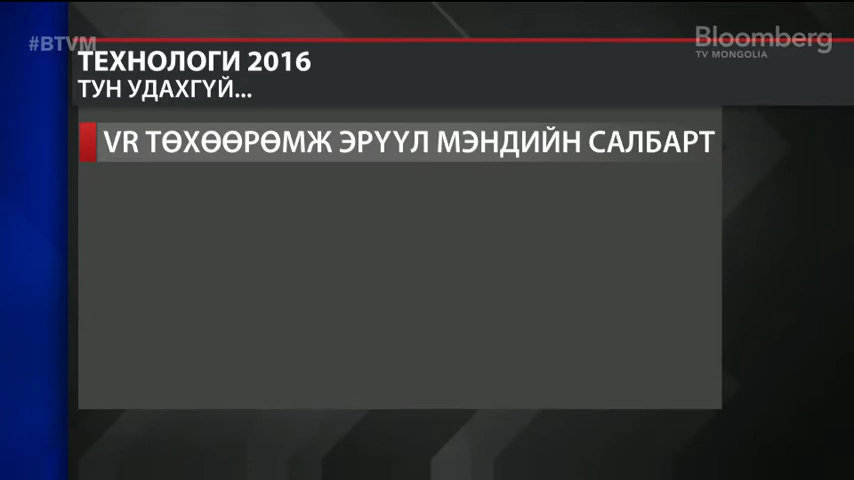 #BTVM
Bloomberg
TV MONGOLIA
ТЕХНОЛОГИ 2016
ТУН УДАХГҮЙ...
VR ТӨХӨӨРӨМЖ ЭРҮҮЛ МЭНДИЙН САЛБАРТ